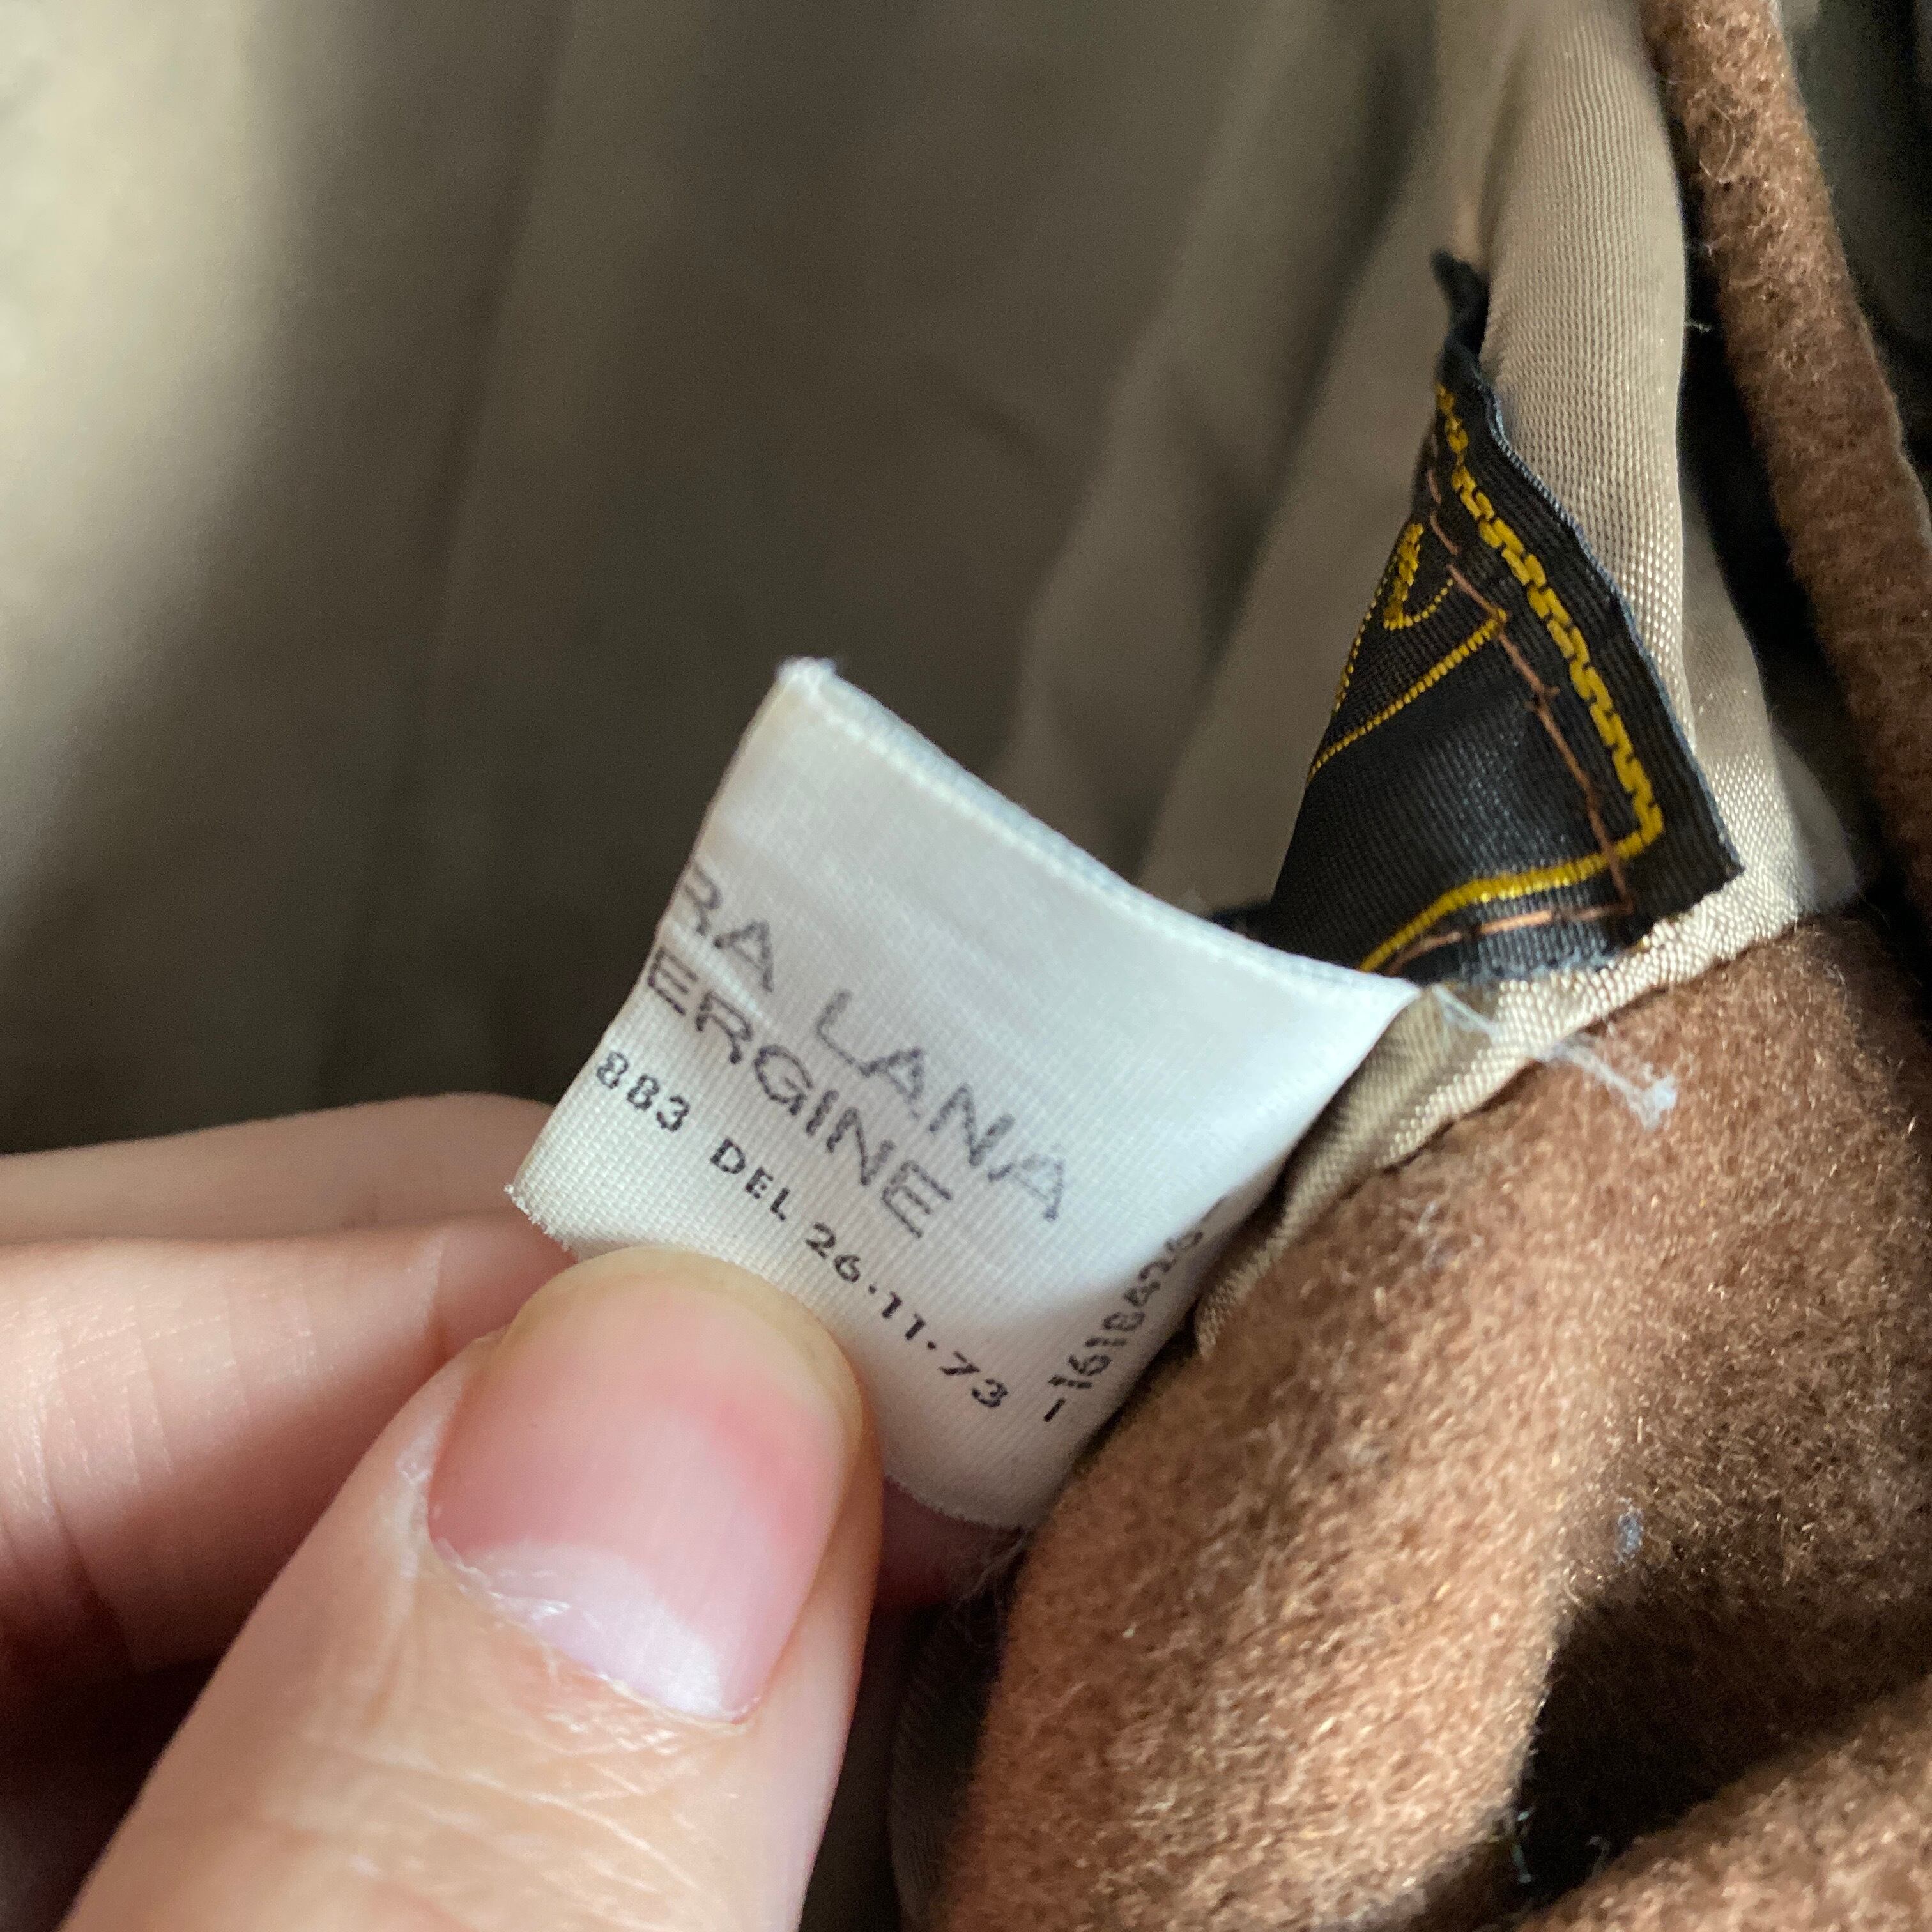 RA LANA
ERGINE
883 DEL 26.11.73